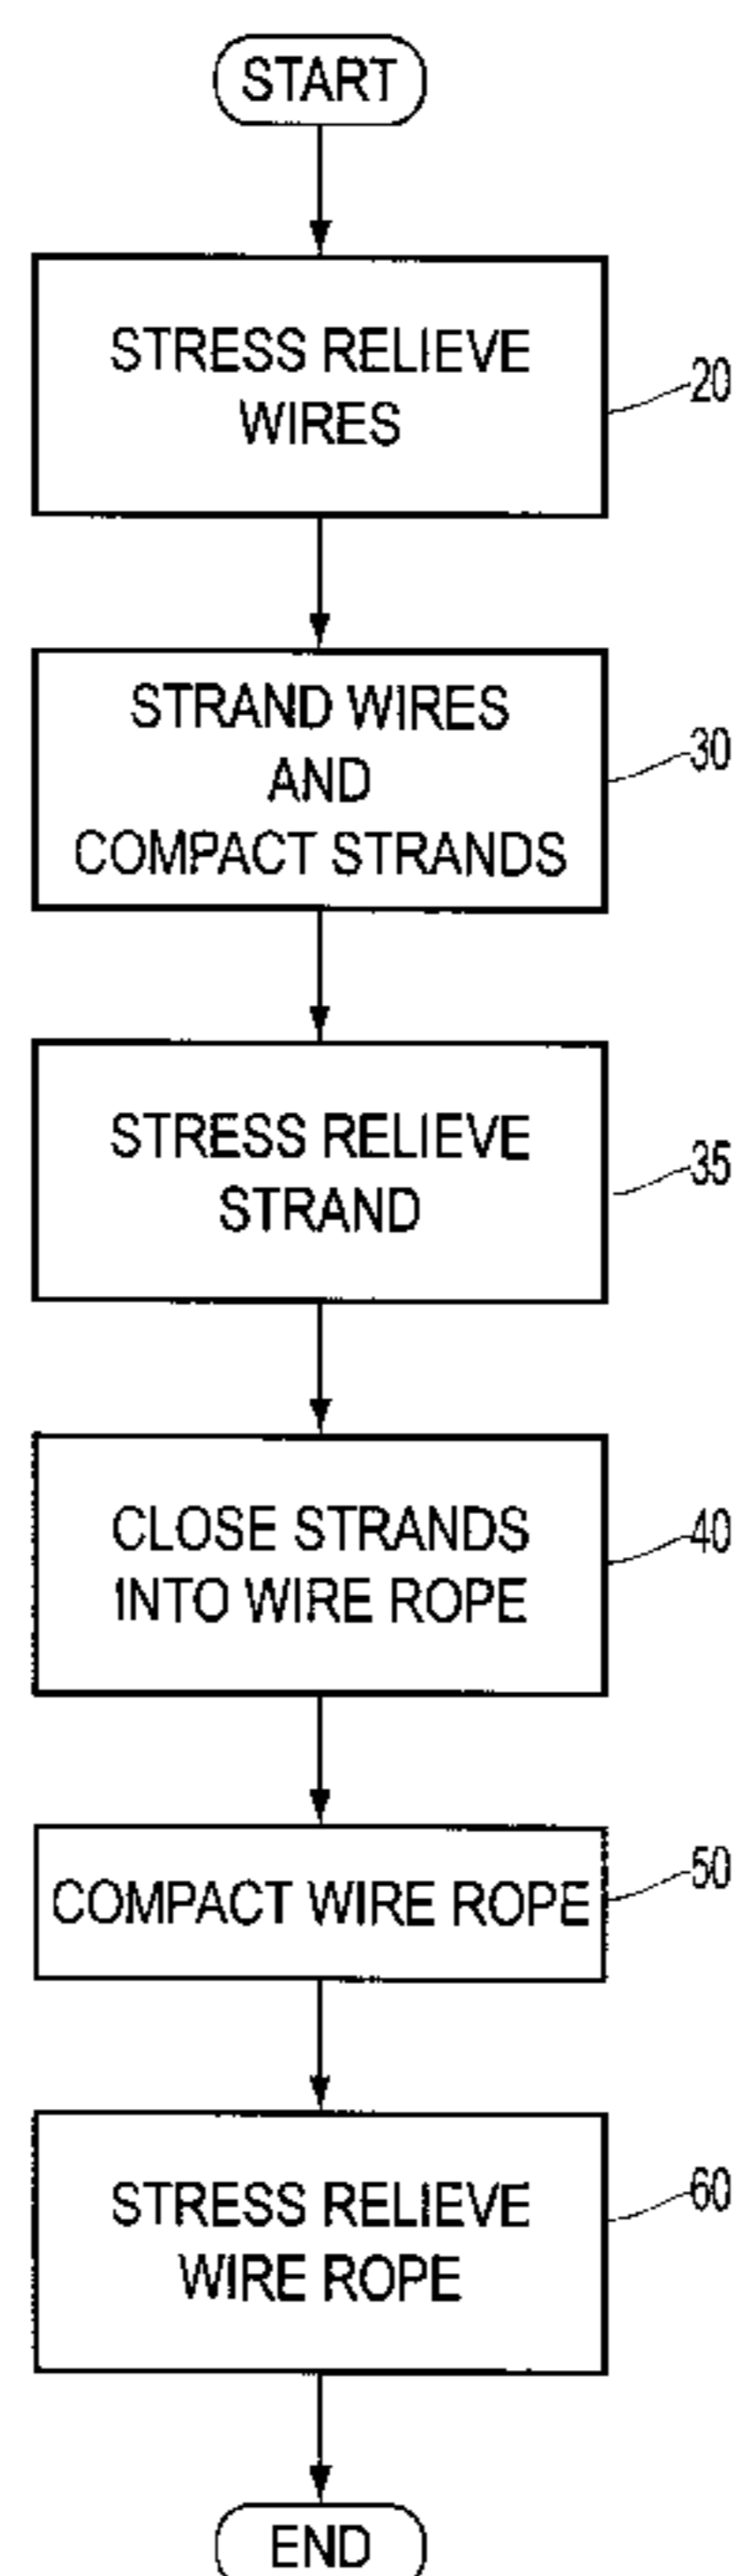 START
STRESS RELIEVE
WIRES
20
STRAND WIRES
AND
COMPACT STRANDS
30
STRESS RELIEVE
STRAND
35
CLOSE STRANDS
INTO WIRE ROPE
40
COMPACT WIRE ROPE
50
STRESS RELIEVE
WIRE ROPE
60
END